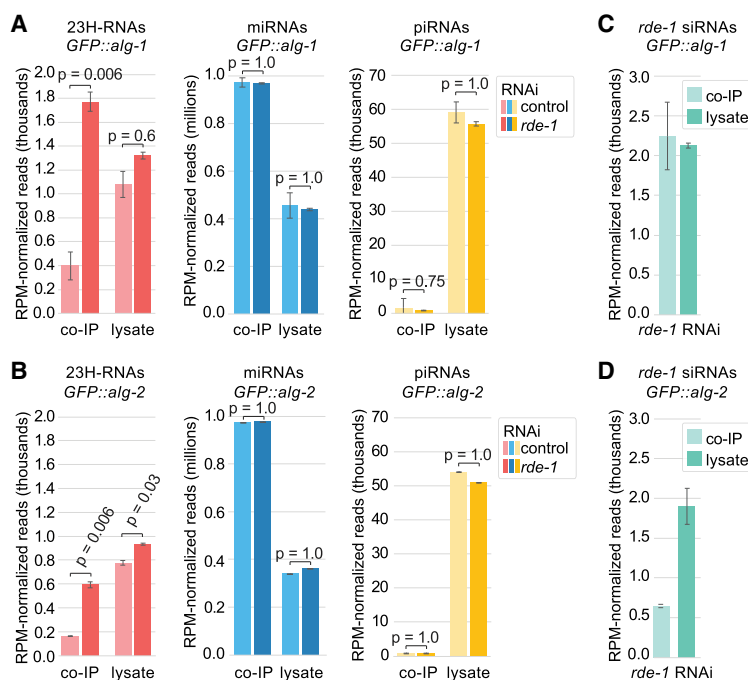 A
23H-RNAs
GFP::alg-1
RPM-normalized reads (thousands)
2.0
1.8
1.6
1.4
1.2
1.0
0.8
0.6
0.4
0.2
0.0
p = 0.006
p = 0.6
co-IP lysate
miRNAs
GFP::alg-1
RPM-normalized reads (millions)
1.0
0.8
0.6
0.4
0.2
0.0
p = 1.0
p = 1.0
co-IP lysate
piRNAs
GFP::alg-1
RPM-normalized reads (thousands)
70
60
50
40
30
20
10
0
p = 1.0
p = 0.75
co-IP lysate
RNAi
control
rde-1
C
rde-1 siRNAs
GFP::alg-1
RPM-normalized reads (thousands)
3.0
2.5
2.0
1.5
1.0
0.5
0.0
co-IP
lysate
rde-1 RNAi
B
23H-RNAs
GFP::alg-2
RPM-normalized reads (thousands)
2.0
1.8
1.6
1.4
1.2
1.0
0.8
0.6
0.4
0.2
0.0
p = 0.006
p = 0.03
co-IP lysate
miRNAs
GFP::alg-2
RPM-normalized reads (millions)
1.0
0.8
0.6
0.4
0.2
0.0
p = 1.0
p = 1.0
co-IP lysate
piRNAs
GFP::alg-2
RPM-normalized reads (thousands)
70
60
50
40
30
20
10
0
p = 1.0
p = 1.0
co-IP lysate
RNAi
control
rde-1
D
rde-1 siRNAs
GFP::alg-2
RPM-normalized reads (thousands)
3.0
2.5
2.0
1.5
1.0
0.5
0.0
co-IP
lysate
rde-1 RNAi